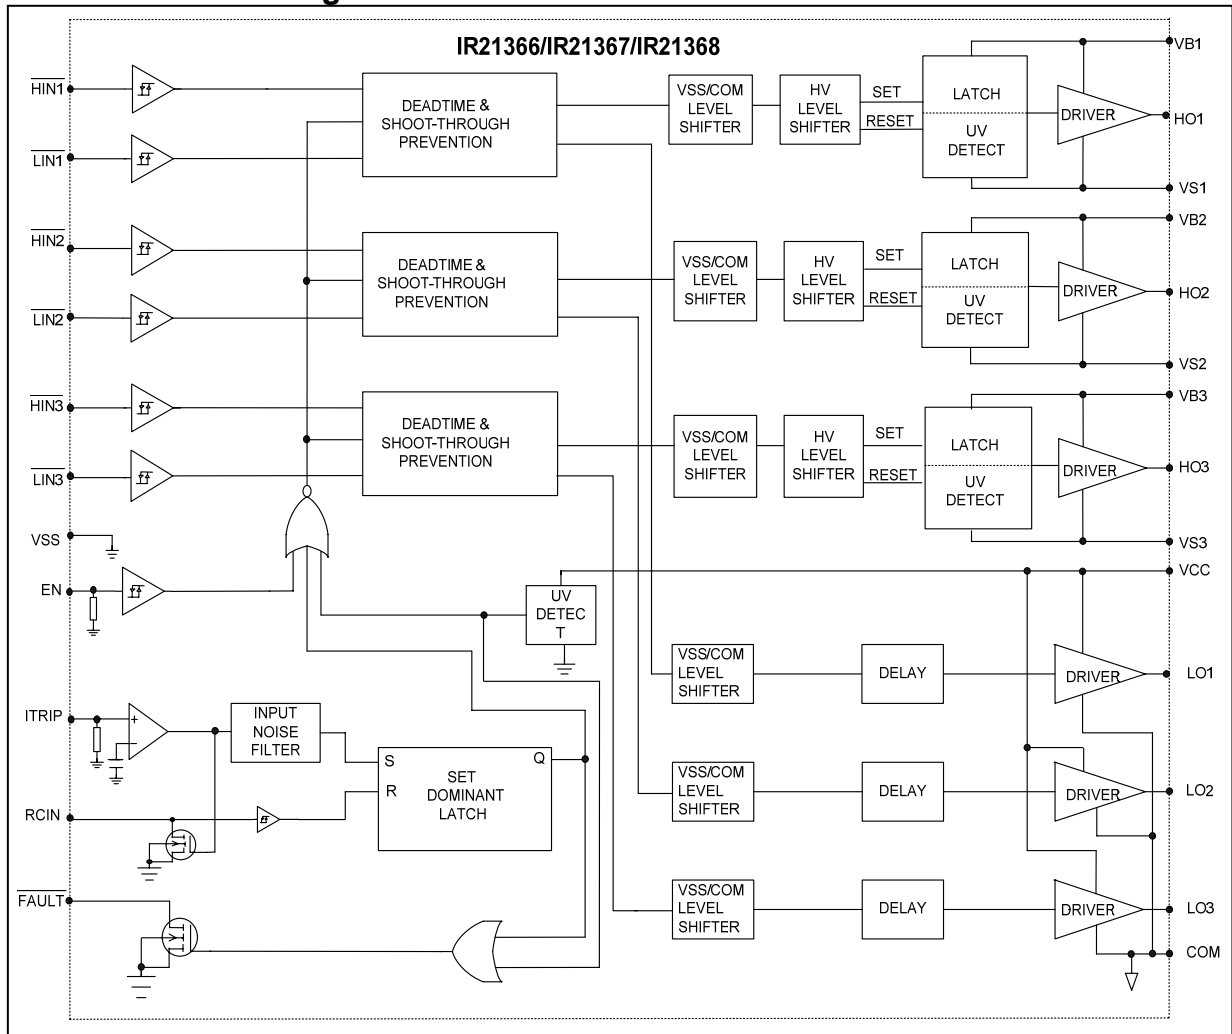 g
IR21366/IR21367/IR21368
HIN1
LIN1
HIN2
LIN2
HIN3
LIN3
VSS
EN
ITRIP
RCIN
FAULT
DEADTIME &
SHOOT-THROUGH
PREVENTION
DEADTIME &
SHOOT-THROUGH
PREVENTION
DEADTIME &
SHOOT-THROUGH
PREVENTION
VSS/COM
LEVEL
SHIFTER
HV
LEVEL
SHIFTER
SET
RESET
LATCH
UV
DETECT
DRIVER
VB1
HO1
VS1
VSS/COM
LEVEL
SHIFTER
HV
LEVEL
SHIFTER
SET
RESET
LATCH
UV
DETECT
DRIVER
VB2
HO2
VS2
VSS/COM
LEVEL
SHIFTER
HV
LEVEL
SHIFTER
SET
RESET
LATCH
UV
DETECT
DRIVER
VB3
HO3
VS3
VCC
UV
DETEC
T
VSS/COM
LEVEL
SHIFTER
DELAY
DRIVER
LO1
+
-
INPUT
NOISE
FILTER
S
R
Q
SET
DOMINANT
LATCH
VSS/COM
LEVEL
SHIFTER
DELAY
DRIVER
LO2
VSS/COM
LEVEL
SHIFTER
DELAY
DRIVER
LO3
COM